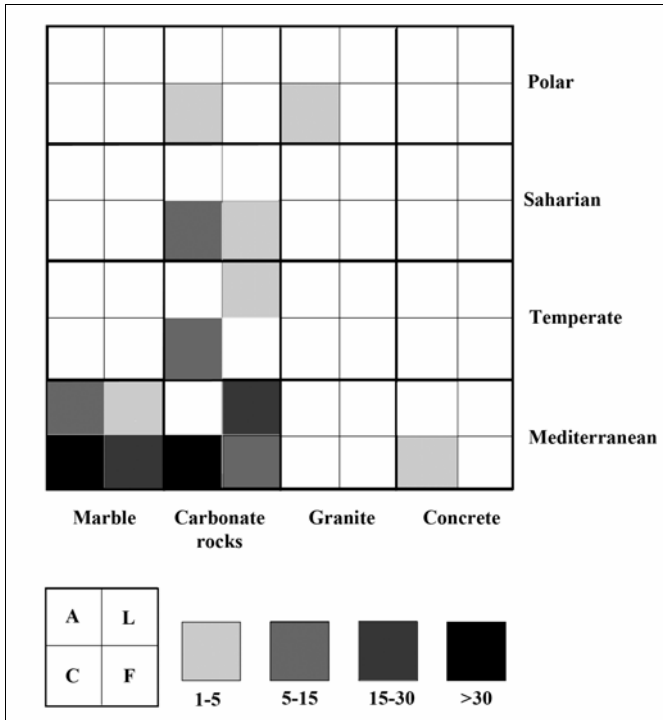 Polar
Saharian
Temperate
Mediterranean
Marble Carbonate Granite Concrete
rocks
A L
C F
1-5 5-15 15-30 >30